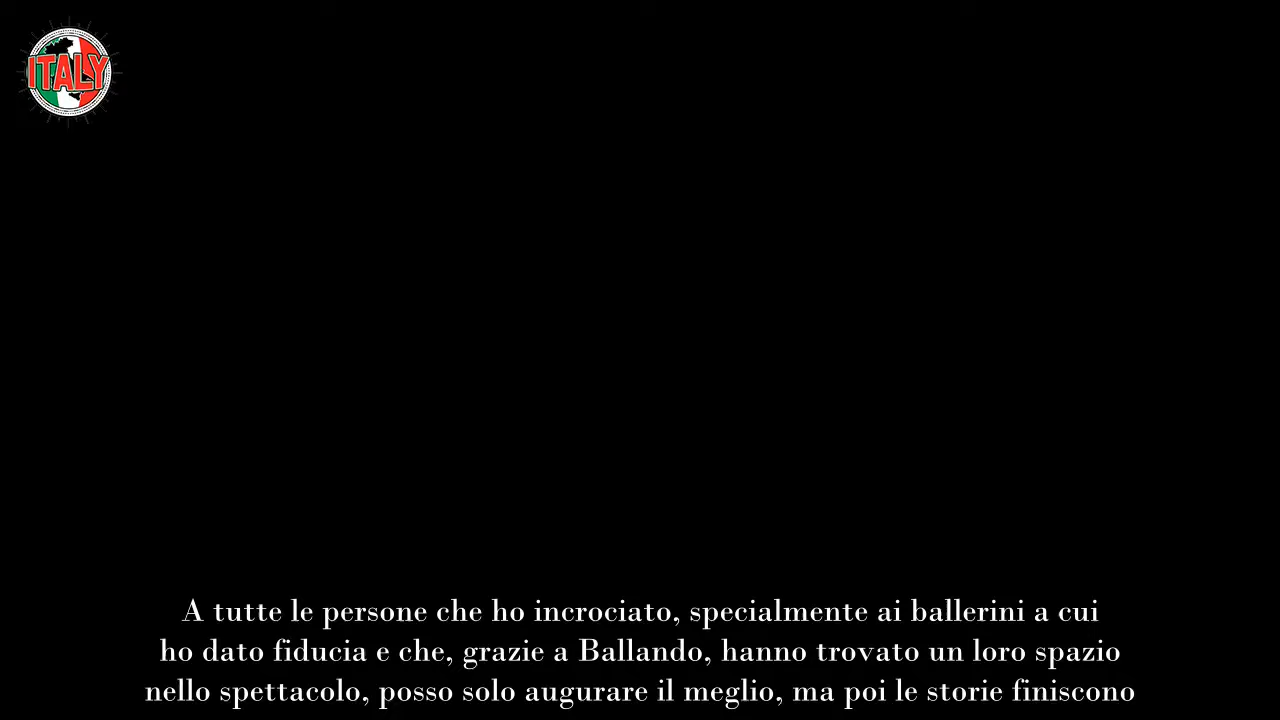 ITALY
A tutte le persone che ho incrociato, specialmente ai ballerini a cui
ho dato fiducia e che, grazie a Ballando, hanno trovato un loro spazio
nello spettacolo, posso solo augurare il meglio, ma poi le storie finiscono